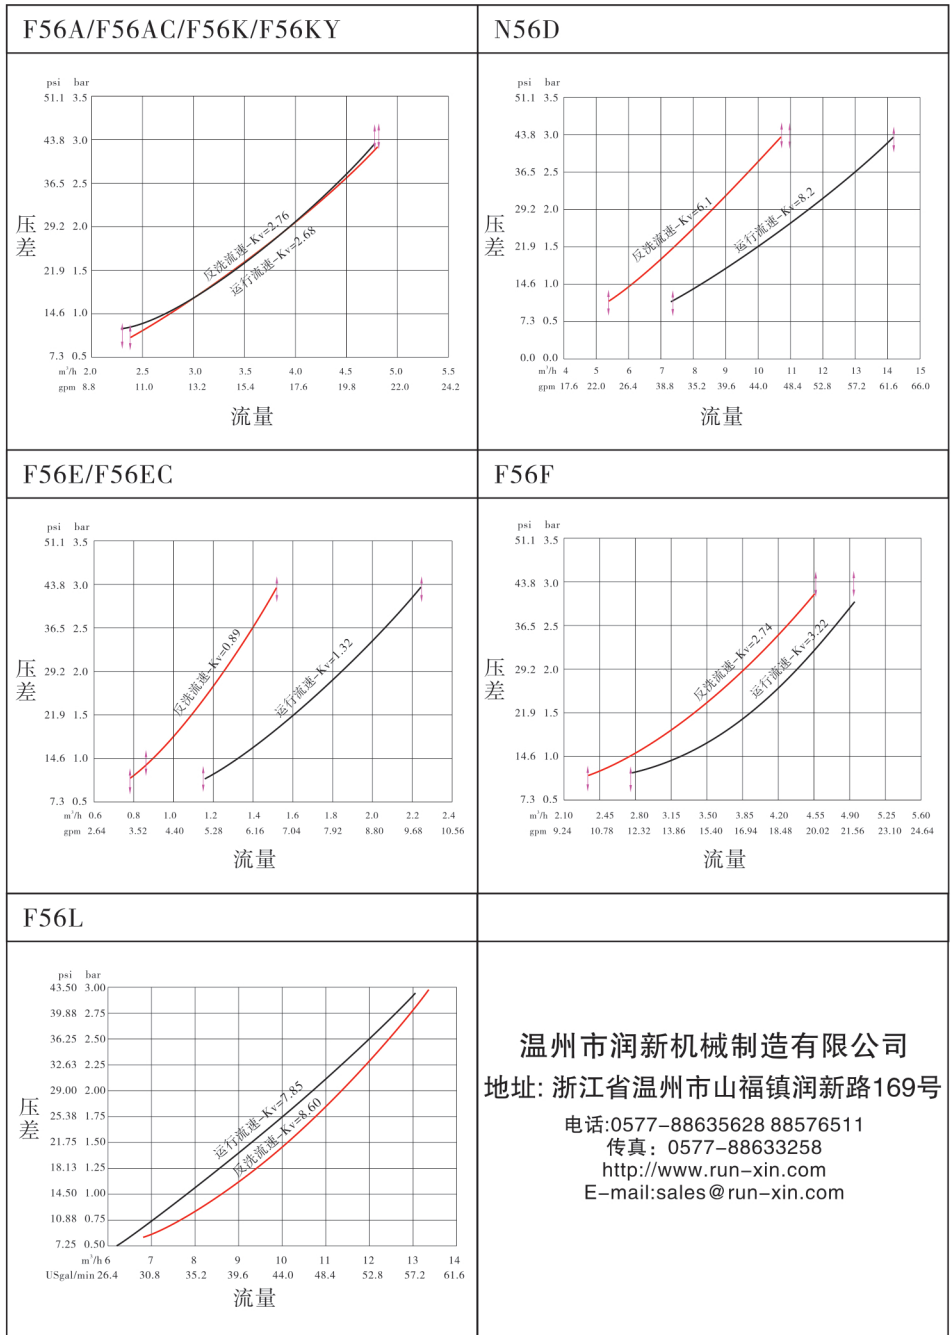 F56A/F56AC/F56K/F56KY
psi bar
51.1 3.5
43.8 3.0
36.5 2.5
29.2 2.0
21.9 1.5
14.6 1.0
7.3 0.5
压差
反洗流速-Kv=2.76
运行流速-Kv=2.68
m³/h 2.0 2.5 3.0 3.5 4.0 4.5 5.0 5.5
gpm 8.8 11.0 13.2 15.4 17.6 19.8 22.0 24.2
流量
N56D
psi bar
51.1 3.5
43.8 3.0
36.5 2.5
29.2 2.0
21.9 1.5
14.6 1.0
7.3 0.5
0.0 0.0
压差
反洗流速-Kv=6.1
运行流速-Kv=8.2
m³/h 4 5 6 7 8 9 10 11 12 13 14 15
gpm 17.6 22.0 26.4 38.8 35.2 39.6 44.0 48.4 52.8 57.2 61.6 66.0
流量
F56E/F56EC
psi bar
51.1 3.5
43.8 3.0
36.5 2.5
29.2 2.0
21.9 1.5
14.6 1.0
7.3 0.5
压差
反洗流速-Kv=0.89
运行流速-Kv=1.32
m³/h 0.6 0.8 1.0 1.2 1.4 1.6 1.8 2.0 2.2 2.4
gpm 2.64 3.52 4.40 5.28 6.16 7.04 7.92 8.80 9.68 10.56
流量
F56F
psi bar
51.1 3.5
43.8 3.0
36.5 2.5
29.2 2.0
21.9 1.5
14.6 1.0
7.3 0.5
压差
反洗流速-Kv=2.74
运行流速-Kv=3.22
m³/h 2.10 2.45 2.80 3.15 3.50 3.85 4.20 4.55 4.90 5.25 5.60
gpm 9.24 10.78 12.32 13.86 15.40 16.94 18.48 20.02 21.56 23.10 24.64
流量
F56L
psi bar
43.50 3.00
39.88 2.75
36.25 2.50
32.63 2.25
29.00 2.00
25.38 1.75
21.75 1.50
18.13 1.25
14.50 1.00
10.88 0.75
7.25 0.50
压差
运行流速-Kv=7.85
反洗流速-Kv=8.60
m³/h 6 7 8 9 10 11 12 13 14
USgal/min 26.4 30.8 35.2 39.6 44.0 48.4 52.8 57.2 61.6
流量
温州市润新机械制造有限公司
地址: 浙江省温州市山福镇润新路169号
电话:0577-88635628 88576511
传真: 0577-88633258
http://www.run-xin.com
E-mail:sales@run-xin.com